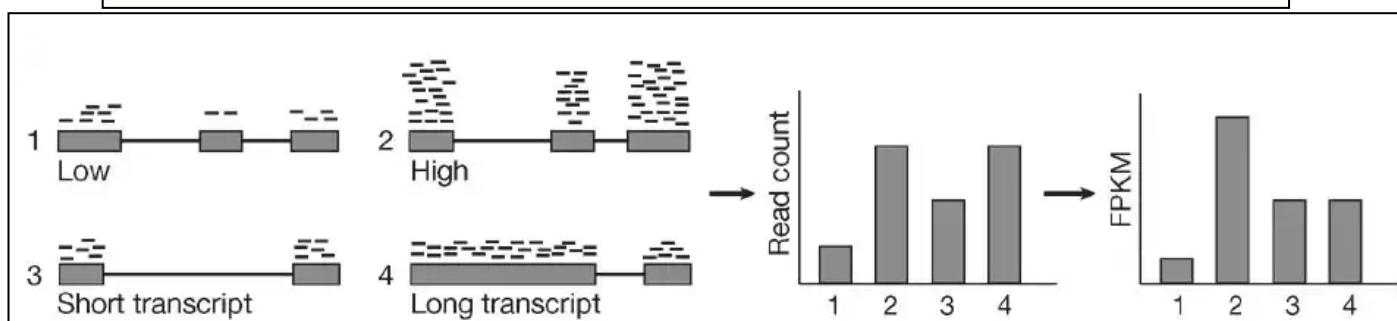 1
Low
2
High
3
Short transcript
4
Long transcript
Read count
1 2 3 4
FPKM
1 2 3 4